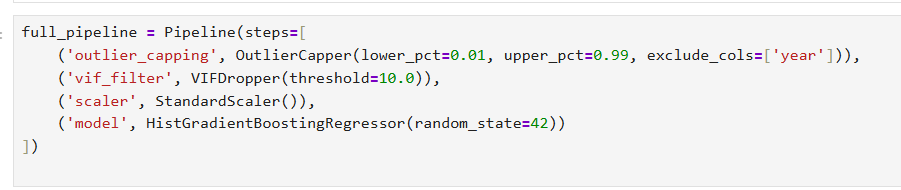 full_pipeline = Pipeline(steps=[
    ('outlier_capping', OutlierCapper(lower_pct=0.01, upper_pct=0.99, exclude_cols=['year'])),
    ('vif_filter', VIFDropper(threshold=10.0)),
    ('scaler', StandardScaler()),
    ('model', HistGradientBoostingRegressor(random_state=42))
])